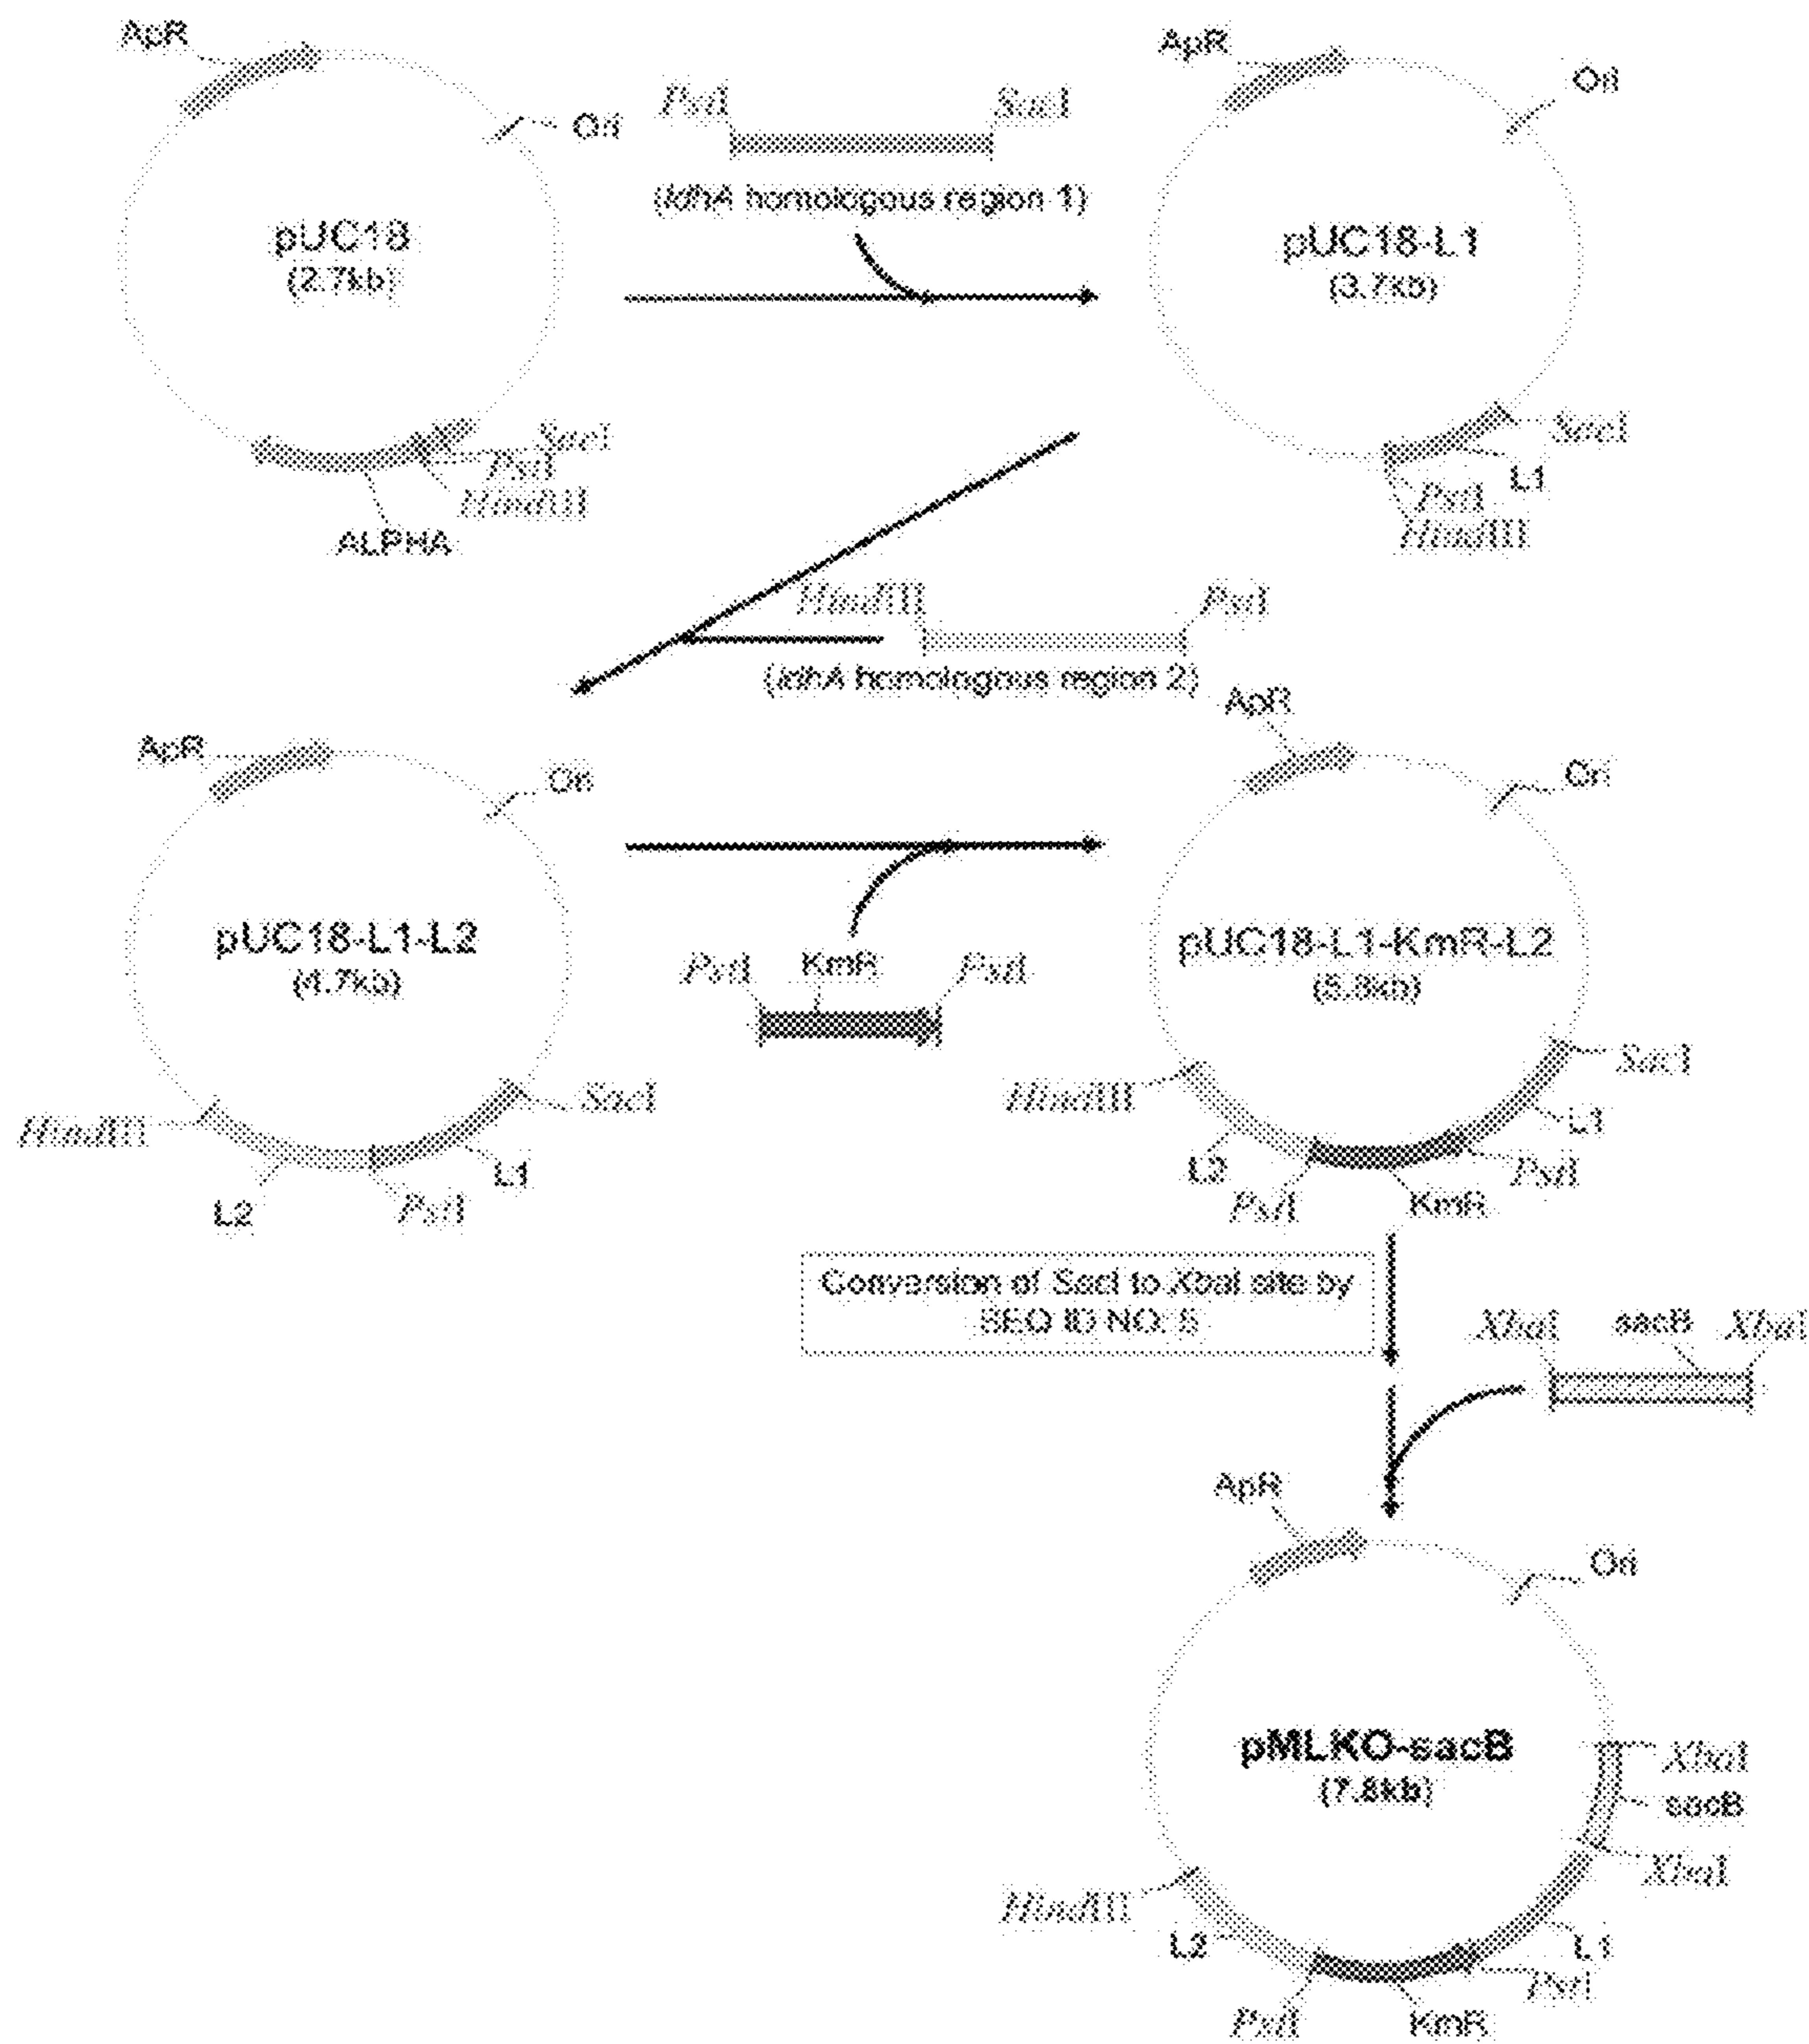 ApR
Ori
pUC18
(2.7kb)
SacI
PstI
HindIII
ALPHA
PstI
SacI
(ldhA homologous region 1)
ApR
Ori
pUC18-L1
(3.7kb)
SacI
L1
PstI
HindIII
HindIII
PstI
(ldhA homologous region 2)
ApR
Ori
pUC18-L1-L2
(4.7kb)
SacI
L1
PstI
L2
HindIII
PstI
KmR
PstI
ApR
Ori
pUC18-L1-KmR-L2
SacI
L1
PstI
KmR
PstI
L2
HindIII
Conversion of SacI to XbaI site by
SEQ ID NO: 5
XbaI
sacB
XbaI
ApR
Ori
pMLKO-sacB
(7.8kb)
XbaI
sacB
XbaI
L1
PstI
KmR
PstI
L2
HindIII